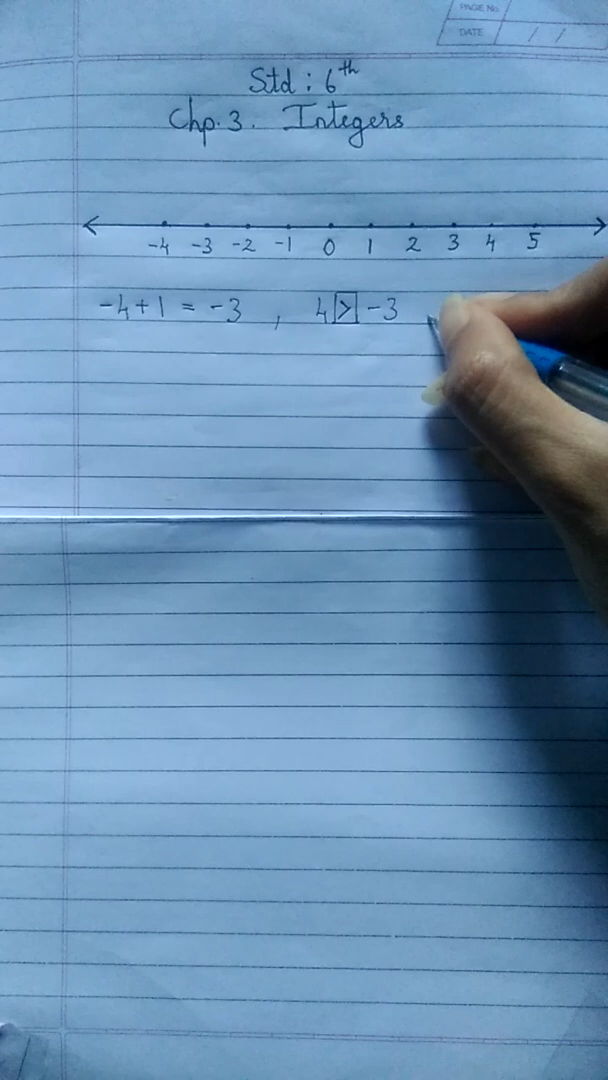 PAGE No.
DATE / /
Std : 6th
Chp. 3. Integers
-4 -3 -2 -1 0 1 2 3 4 5
-4+1 = -3 , 4 > -3